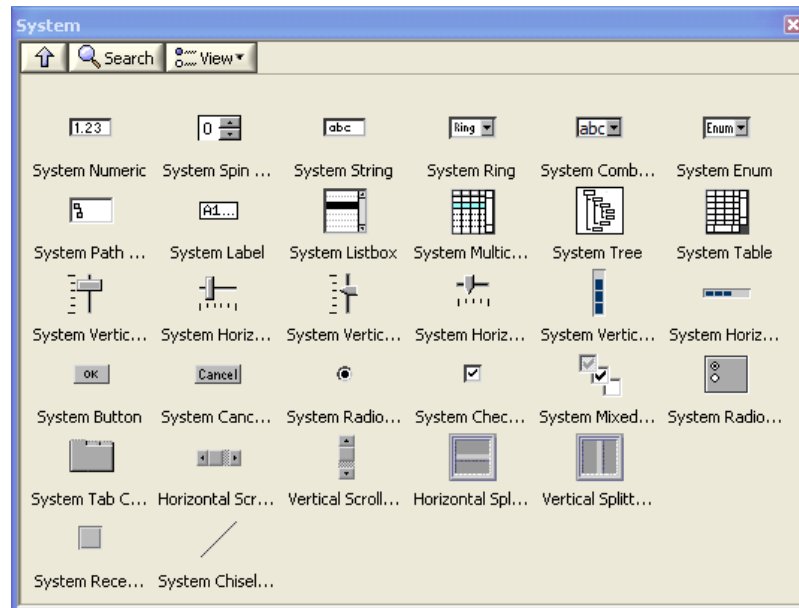 System
Search View
1.23 0 abc Ring abc Enum
System Numeric System Spin ... System String System Ring System Comb... System Enum
A1...
System Path ... System Label System Listbox System Multic... System Tree System Table
System Vertic... System Horiz... System Vertic... System Horiz... System Vertic... System Horiz...
OK Cancel
System Button System Canc... System Radio... System Chec... System Mixed... System Radio...
System Tab C... Horizontal Scr... Vertical Scroll... Horizontal Spl... Vertical Splitt...
System Rece... System Chisel...